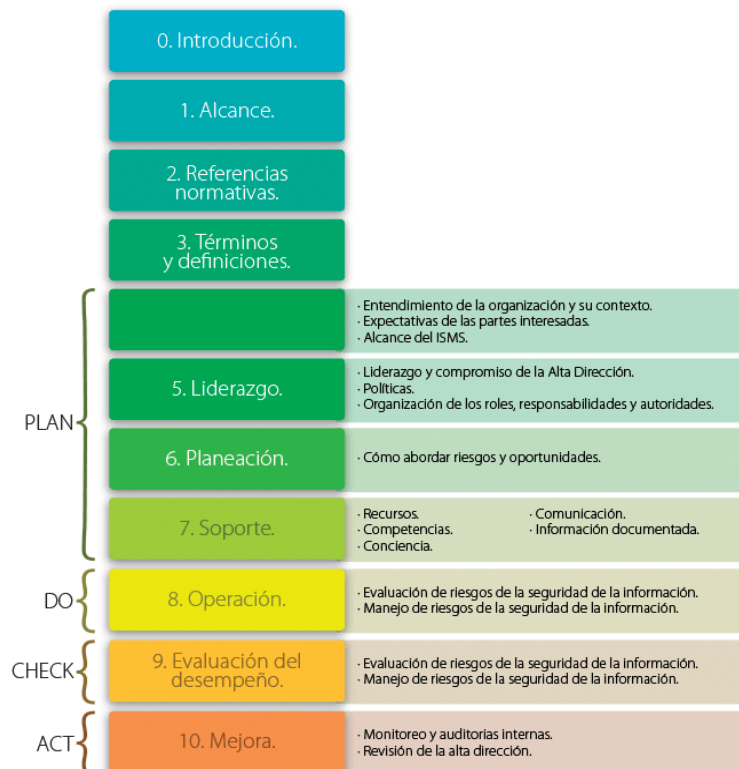 0. Introducción.
1. Alcance.
2. Referencias
normativas.
3. Términos
y definiciones.
PLAN
· Entendimiento de la organización y su contexto.
· Expectativas de las partes interesadas.
· Alcance del ISMS.
5. Liderazgo.
· Liderazgo y compromiso de la Alta Dirección.
· Políticas.
· Organización de los roles, responsabilidades y autoridades.
6. Planeación.
· Cómo abordar riesgos y oportunidades.
7. Soporte.
· Recursos.
· Competencias.
· Conciencia.
· Comunicación.
· Información documentada.
DO
8. Operación.
· Evaluación de riesgos de la seguridad de la información.
· Manejo de riesgos de la seguridad de la información.
CHECK
9. Evaluación del
desempeño.
· Evaluación de riesgos de la seguridad de la información.
· Manejo de riesgos de la seguridad de la información.
ACT
10. Mejora.
· Monitoreo y auditorías internas.
· Revisión de la alta dirección.